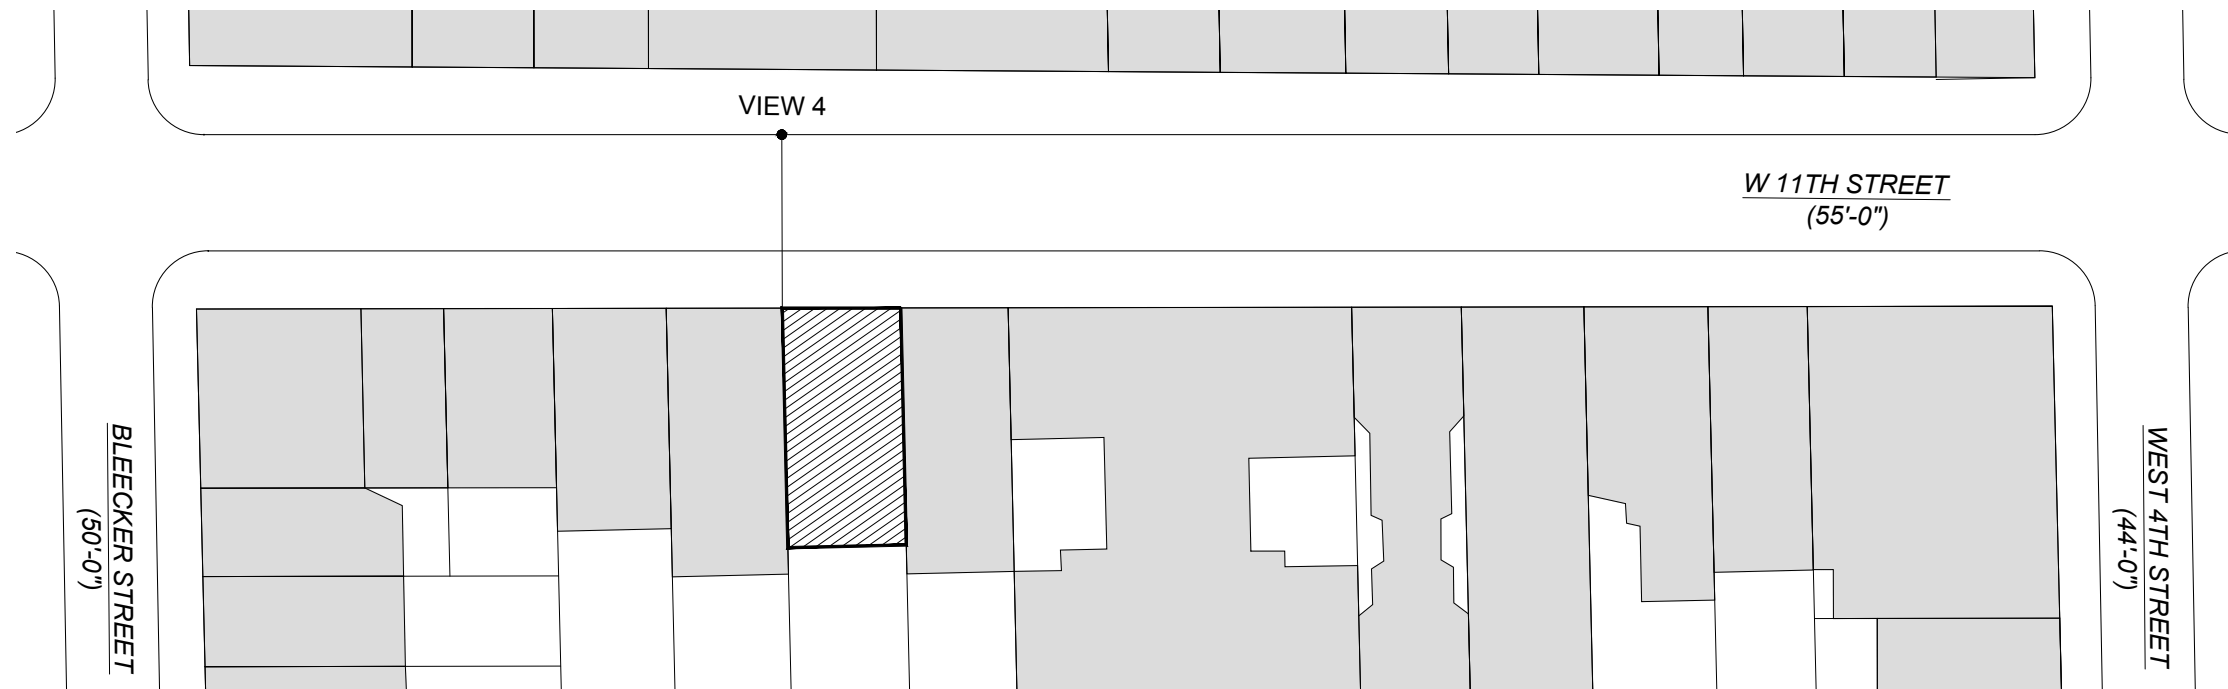 VIEW 4
W 11TH STREET
(55'-0")
BLEECKER STREET
(50'-0")
WEST 4TH STREET
(44'-0")